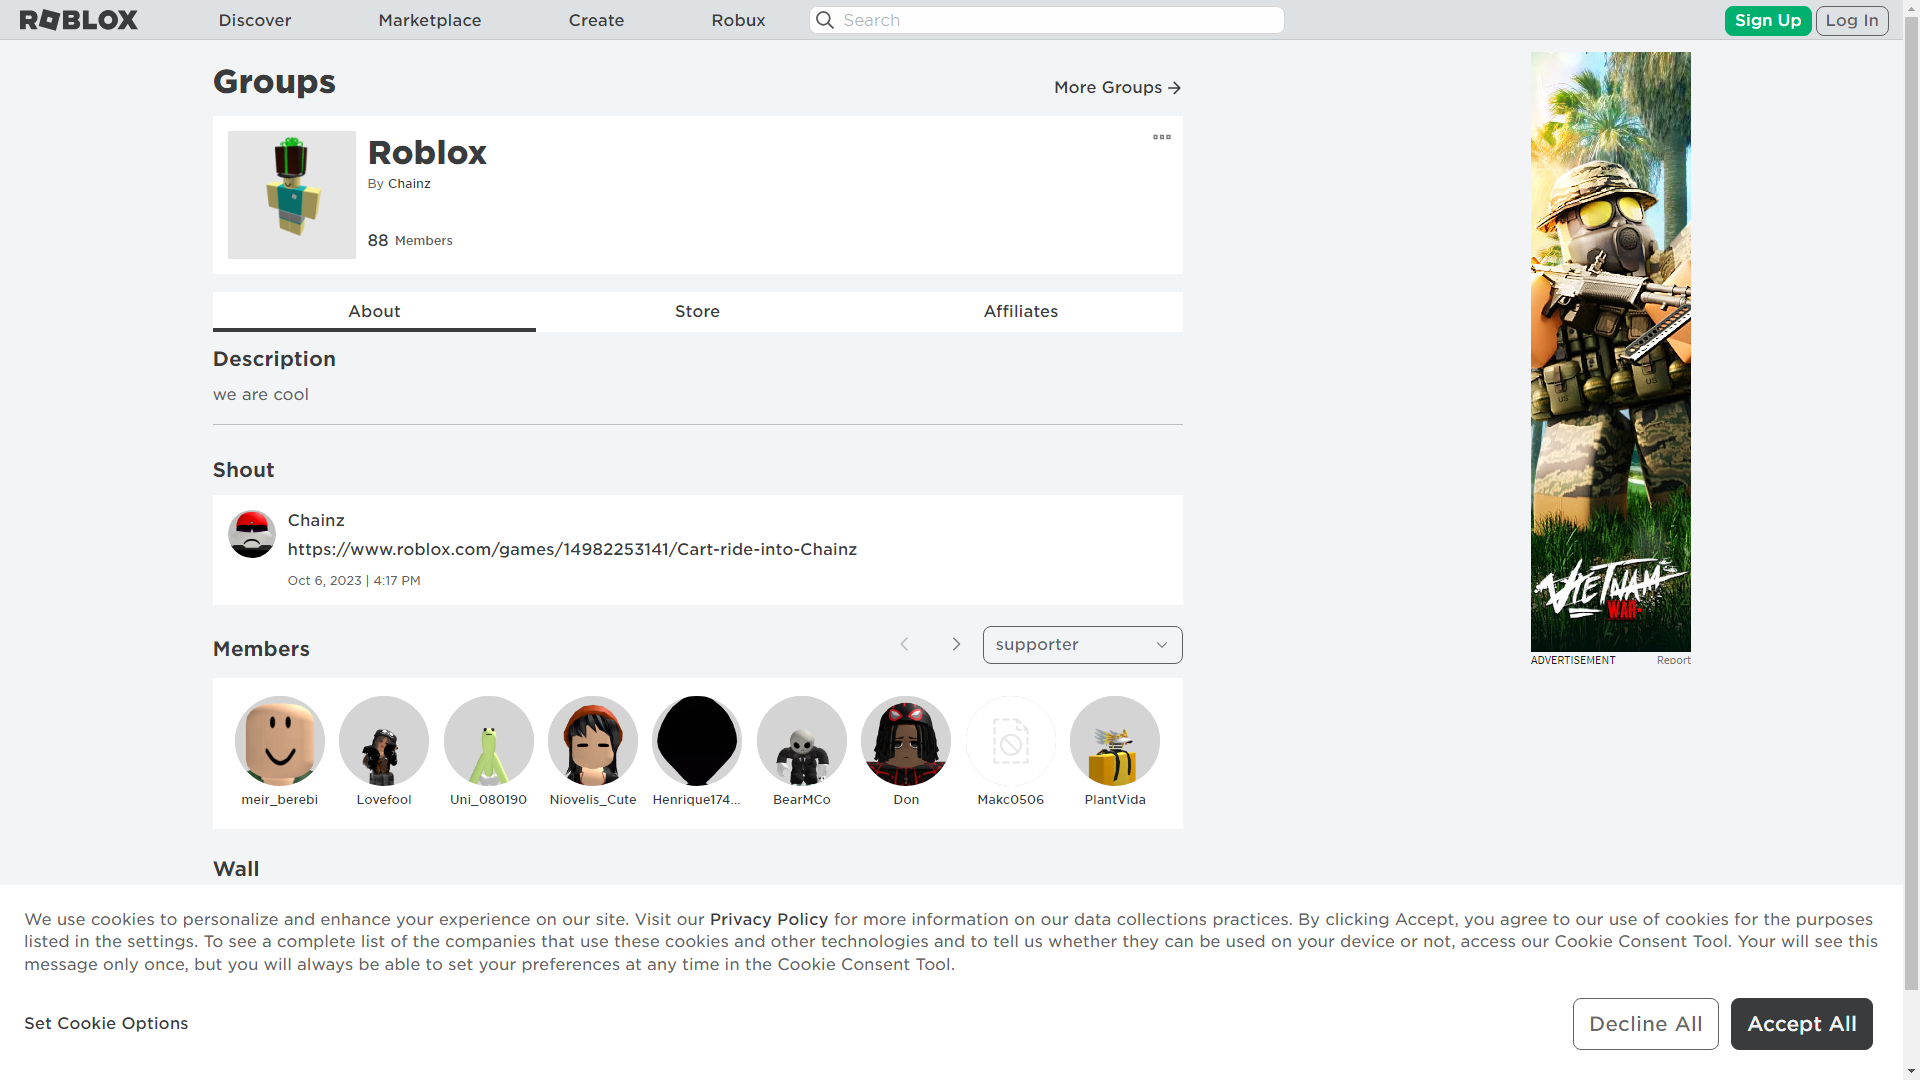 ROBLOX
Discover
Marketplace
Create
Robux
Search
Sign Up
Log In
Groups
More Groups
Roblox
By Chainz
88 Members
About
Store
Affiliates
Description
we are cool
Shout
Chainz
https://www.roblox.com/games/14982253141/Cart-ride-into-Chainz
Oct 6, 2023 | 4:17 PM
Members
supporter
meir_berebi
Lovefool
Uni_080190
Niovelis_Cute
Henrique174...
BearMCo
Don
Makc0506
PlantVida
Wall
US
US
VIETNAM
WAR
ADVERTISEMENT
Report
We use cookies to personalize and enhance your experience on our site. Visit our Privacy Policy for more information on our data collections practices. By clicking Accept, you agree to our use of cookies for the purposes
listed in the settings. To see a complete list of the companies that use these cookies and other technologies and to tell us whether they can be used on your device or not, access our Cookie Consent Tool. Your will see this
message only once, but you will always be able to set your preferences at any time in the Cookie Consent Tool.
Set Cookie Options
Decline All
Accept All